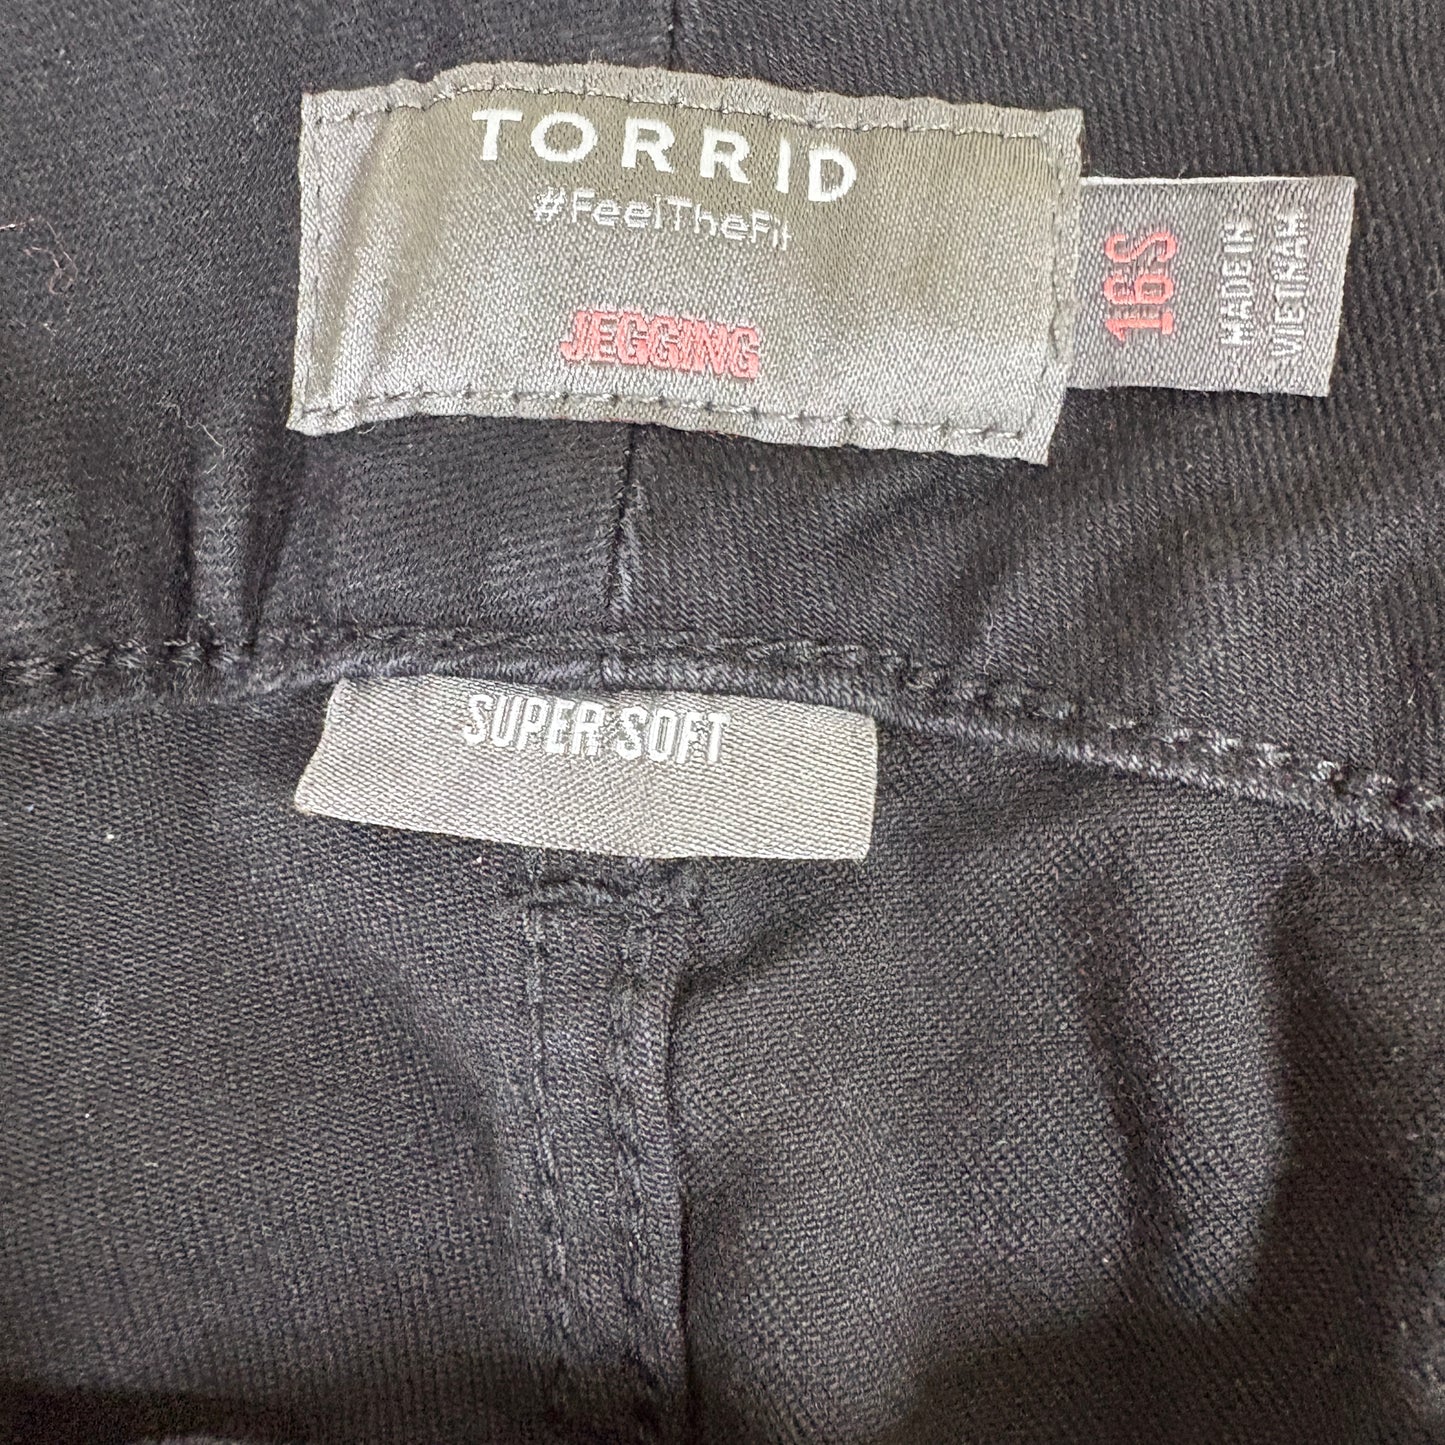 TORRID
#FeelTheFit
JEGGING
16S
MADE IN
VIETNAM
SUPER SOFT